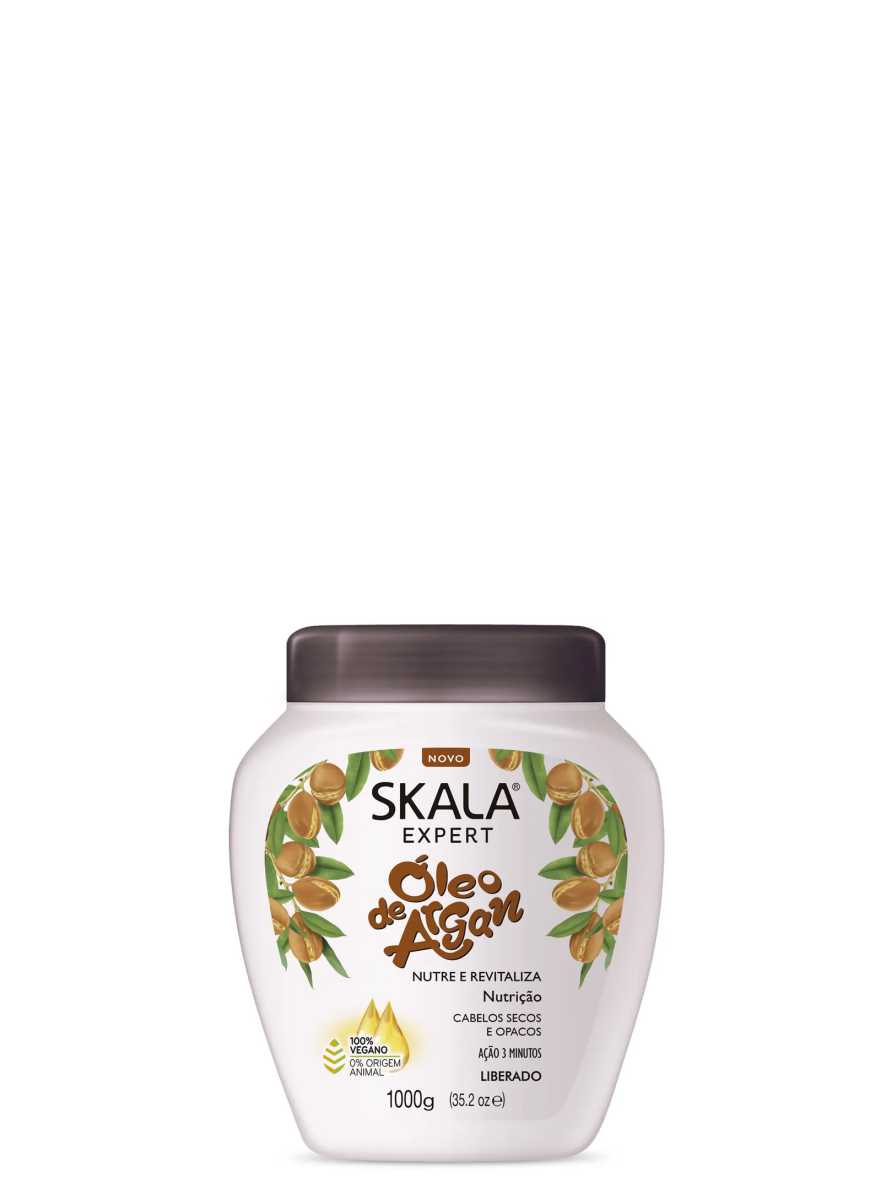 NOVO
SKALA®
EXPERT
Óleo
de Argan
NUTRE E REVITALIZA
Nutrição
CABELOS SECOS
E OPACOS
AÇÃO 3 MINUTOS
LIBERADO
100%
VEGANO
0% ORIGEM
ANIMAL
1000g (35.2 oz ℮)